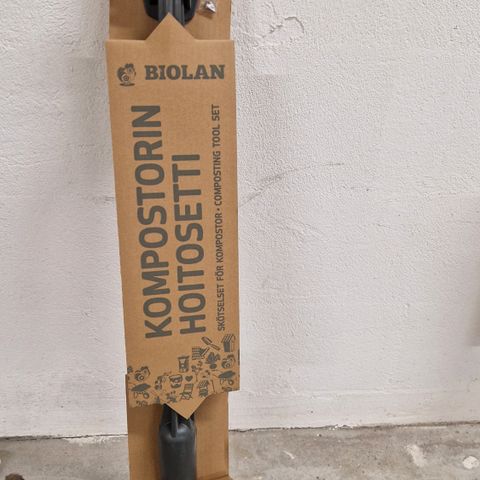 BIOLAN
KOMPOSTORIN
HOITOSETTI
SKÖTSELSET FÖR KOMPOSTOR • COMPOSTING TOOL SET